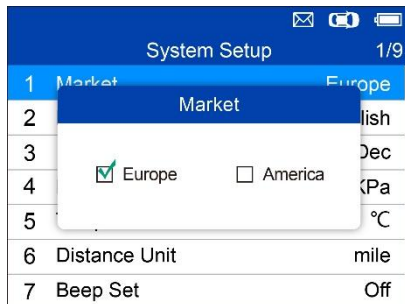 System Setup 1/9
1 Market Europe
Market
2 lish
3 Dec
Europe America
4 KPa
5 °C
6 Distance Unit mile
7 Beep Set Off